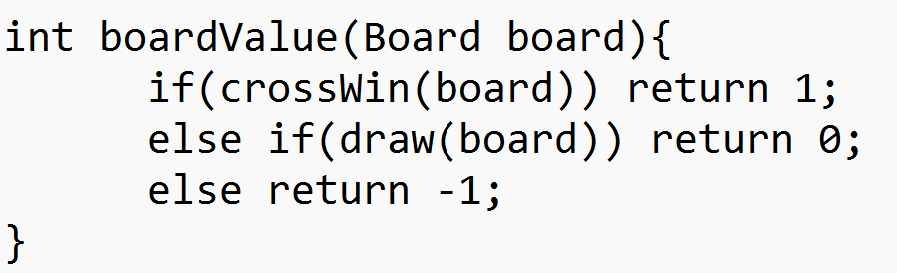 int boardValue(Board board){
if(crossWin(board)) return 1;
else if(draw(board)) return 0;
else return -1;
}